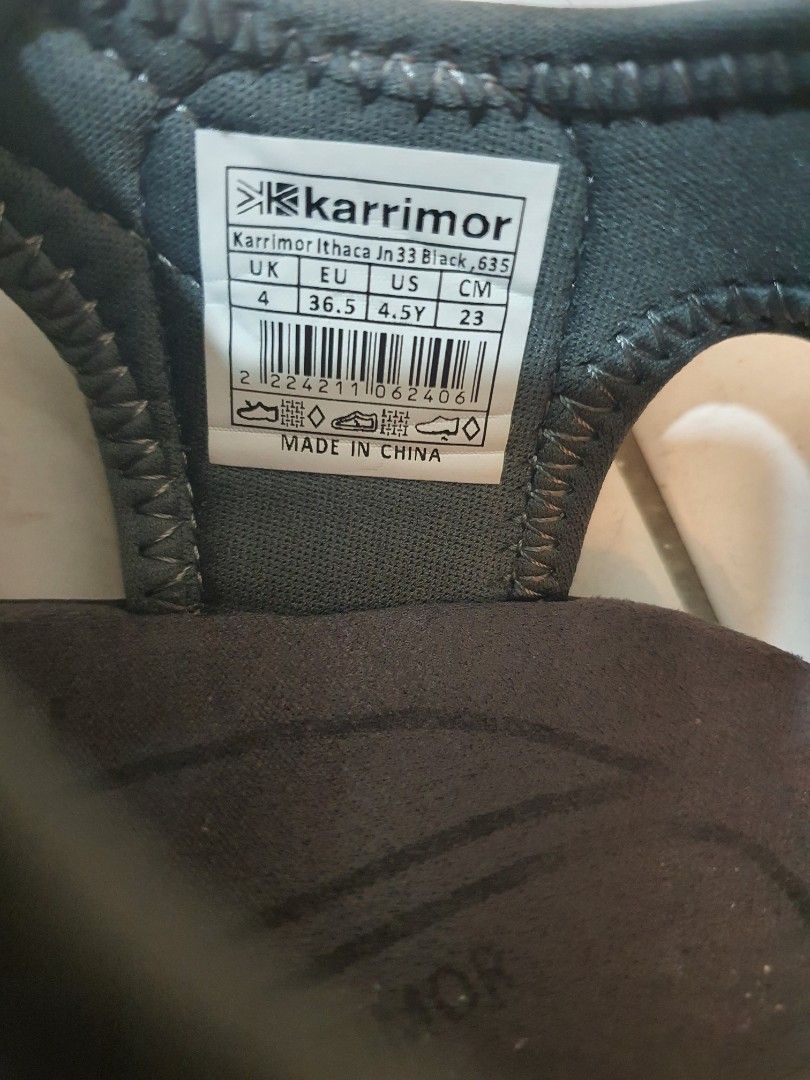 karrimor
Karrimor Ithaca Jn33 Black,635
UK EU US CM
4 36.5 4.5Y 23
2 224211 062406
MADE IN CHINA
MOR